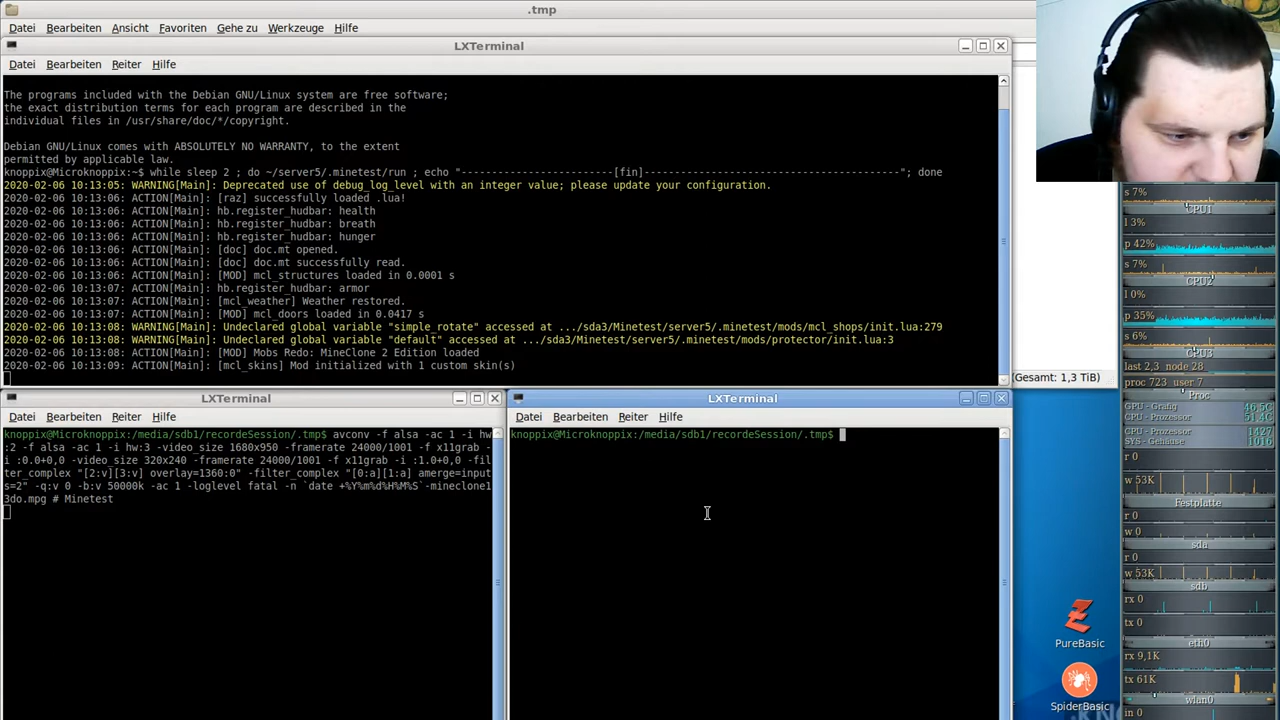 .tmp
Datei Bearbeiten Ansicht Favoriten Gehe zu Werkzeuge Hilfe
LXTerminal
Datei Bearbeiten Reiter Hilfe
The programs included with the Debian GNU/Linux system are free software;
the exact distribution terms for each program are described in the
individual files in /usr/share/doc/*/copyright.
Debian GNU/Linux comes with ABSOLUTELY NO WARRANTY, to the extent
permitted by applicable law.
knoppix@Microknoppix:~$ while sleep 2 ; do ~/server5/.minetest/run ; echo "------------------------[fin]----------------------------------------"; done
2020-02-06 10:13:05: WARNING[Main]: Deprecated use of debug_log_level with an integer value; please update your configuration.
2020-02-06 10:13:06: ACTION[Main]: [raz] successfully loaded .lua!
2020-02-06 10:13:06: ACTION[Main]: hb.register_hudbar: health
2020-02-06 10:13:06: ACTION[Main]: hb.register_hudbar: breath
2020-02-06 10:13:06: ACTION[Main]: hb.register_hudbar: hunger
2020-02-06 10:13:06: ACTION[Main]: [doc] doc.mt opened.
2020-02-06 10:13:06: ACTION[Main]: [doc] doc.mt successfully read.
2020-02-06 10:13:06: ACTION[Main]: [MOD] mcl_structures loaded in 0.0001 s
2020-02-06 10:13:07: ACTION[Main]: hb.register_hudbar: armor
2020-02-06 10:13:07: ACTION[Main]: [mcl_weather] Weather restored.
2020-02-06 10:13:07: ACTION[Main]: [MOD] mcl_doors loaded in 0.0417 s
2020-02-06 10:13:08: WARNING[Main]: Undeclared global variable "simple_rotate" accessed at .../sda3/Minetest/server5/.minetest/mods/mcl_shops/init.lua:279
2020-02-06 10:13:08: WARNING[Main]: Undeclared global variable "default" accessed at .../sda3/Minetest/server5/.minetest/mods/protector/init.lua:3
2020-02-06 10:13:08: ACTION[Main]: [MOD] Mobs Redo: MineClone 2 Edition loaded
2020-02-06 10:13:09: ACTION[Main]: [mcl_skins] Mod initialized with 1 custom skin(s)
(Gesamt: 1,3 TiB)
LXTerminal
Datei Bearbeiten Reiter Hilfe
knoppix@Microknoppix:/media/sdb1/recordeSession/.tmp$ avconv -f alsa -ac 1 -i hw
:2 -f alsa -ac 1 -i hw:3 -video_size 1680x950 -framerate 24000/1001 -f x11grab -
i :0.0+0,0 -video_size 320x240 -framerate 24000/1001 -f x11grab -i :1.0+0,0 -fil
ter_complex "[2:v][3:v] overlay=1360:0" -filter_complex "[0:a][1:a] amerge=input
s=2" -q:v 0 -b:v 50000k -ac 1 -loglevel fatal -n `date +%Y%m%d%H%M%S`-mineclone1
3do.mpg # Minetest
LXTerminal
Datei Bearbeiten Reiter Hilfe
knoppix@Microknoppix:/media/sdb1/recordeSession/.tmp$
s 7%
CPU1
l 3%
p 42%
s 7%
CPU2
l 0%
p 35%
s 6%
CPU3
last 2,3 node 28
proc 723 user 7
Proc
GPU - Grafig 46.5C
CPU - Prozessor 51.4C
CPU - Prozessor 1427
SYS - Gehäuse 1016
r 0
w 53K
Festplatte
r 0
w 0
sda
r 0
w 53K
sdb
rx 0
tx 0
eth0
rx 9,1K
tx 61K
wlan0
in 0
PureBasic
SpiderBasic